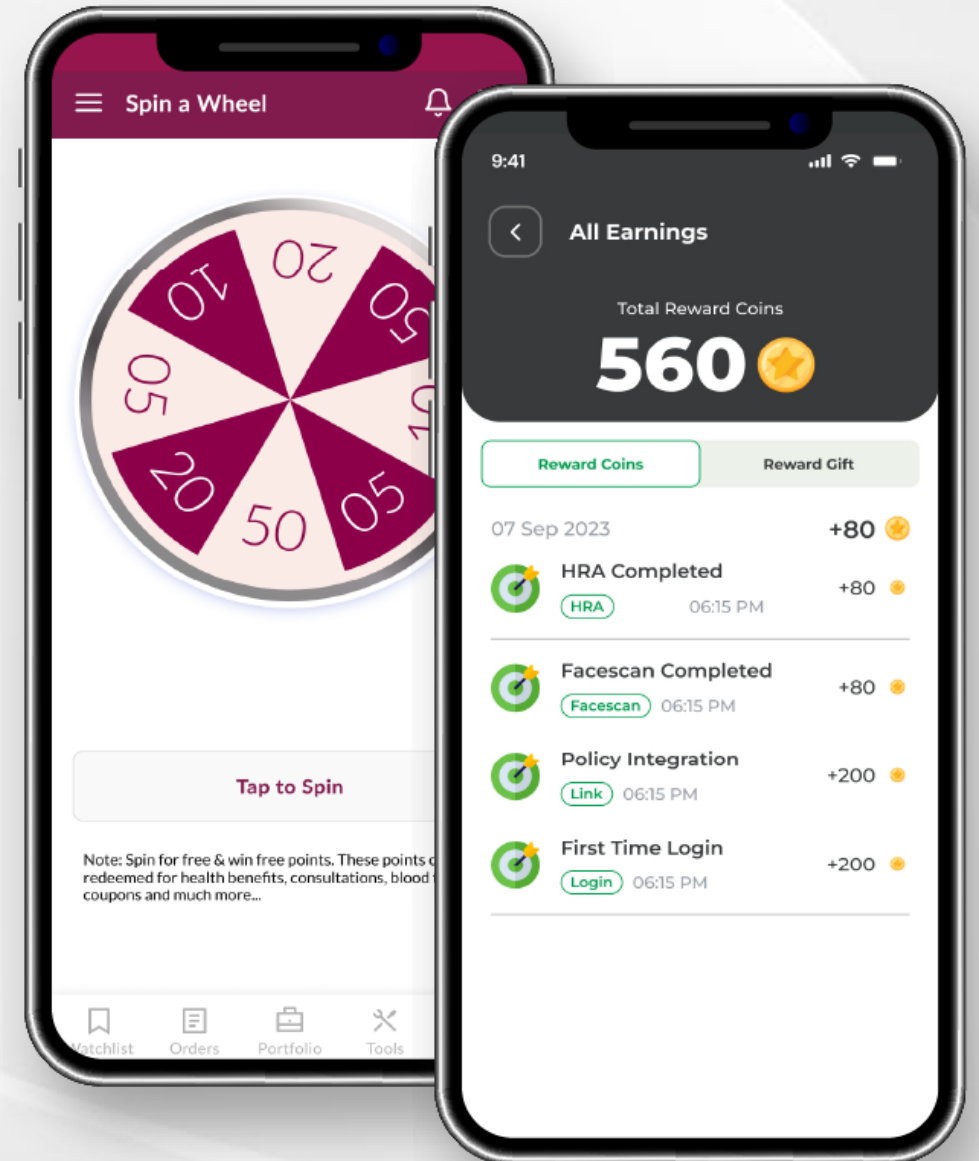 Spin a Wheel
20
50
10
05
50
20
05
10
Tap to Spin
Note: Spin for free & win free points. These points
redeemed for health benefits, consultations, blood
coupons and much more...
Watchlist
Orders
Portfolio
Tools
9:41
All Earnings
Total Reward Coins
560
Reward Coins
Reward Gift
07 Sep 2023
+80
HRA Completed
HRA
06:15 PM
+80
Facescan Completed
Facescan
06:15 PM
+80
Policy Integration
Link
06:15 PM
+200
First Time Login
Login
06:15 PM
+200